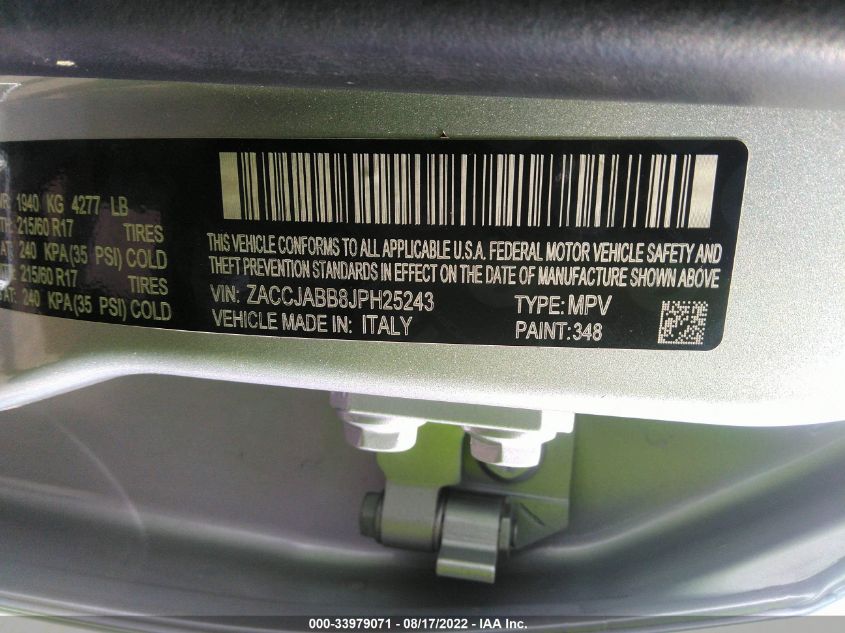 1940 KG 4277 LB
215/60 R17 TIRES
240 KPA(35 PSI) COLD
215/60 R17 TIRES
240 KPA(35 PSI) COLD
THIS VEHICLE CONFORMS TO ALL APPLICABLE U.S.A. FEDERAL MOTOR VEHICLE SAFETY AND
THEFT PREVENTION STANDARDS IN EFFECT ON THE DATE OF MANUFACTURE SHOWN ABOVE
VIN: ZACCJABB8JPH25243 TYPE: MPV
VEHICLE MADE IN: ITALY PAINT: 348
000-33979071 - 08/17/2022 - IAA Inc.